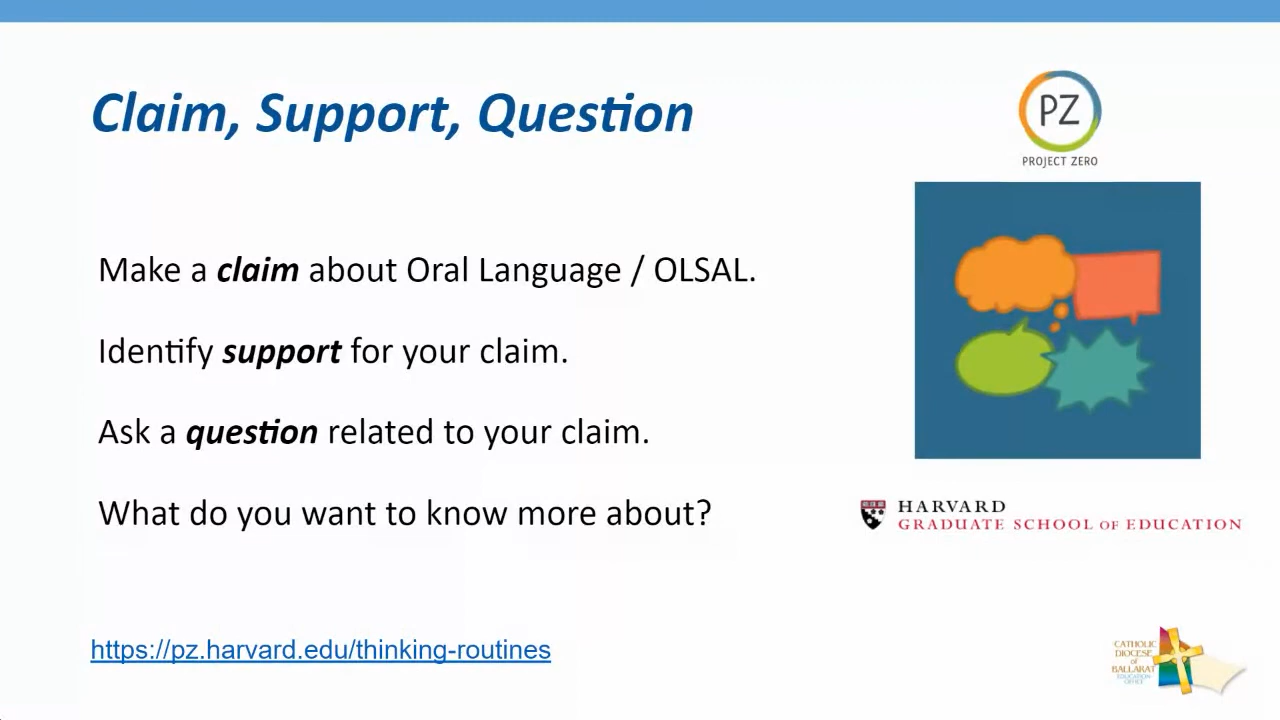 Claim, Support, Question
PZ
PROJECT ZERO
Make a claim about Oral Language / OLSAL.
Identify support for your claim.
Ask a question related to your claim.
What do you want to know more about?
HARVARD
GRADUATE SCHOOL OF EDUCATION
https://pz.harvard.edu/thinking-routines
CATHOLIC
DIOCESE
of
BALLARAT
EDUCATION
OFFICE